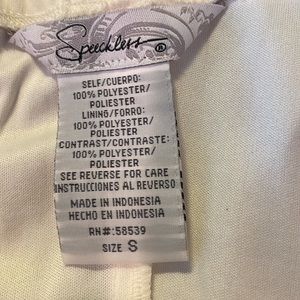 Speechless®
SELF/CUERPO:
100% POLYESTER/
POLIESTER
LINING/FORRO:
100% POLYESTER/
POLIESTER
CONTRAST/CONTRASTE:
100% POLYESTER/
POLIESTER
SEE REVERSE FOR CARE
INSTRUCCIONES AL REVERSO
MADE IN INDONESIA
HECHO EN INDONESIA
RN#:58539
SIZE S